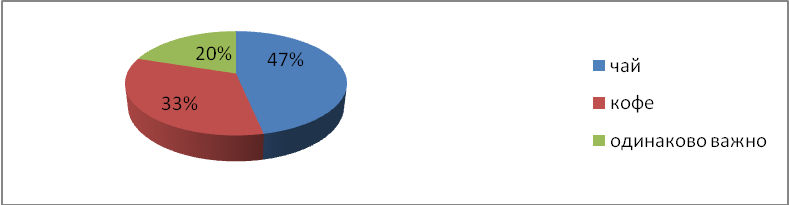 20%
47%
33%
чай
кофе
одинаково важно